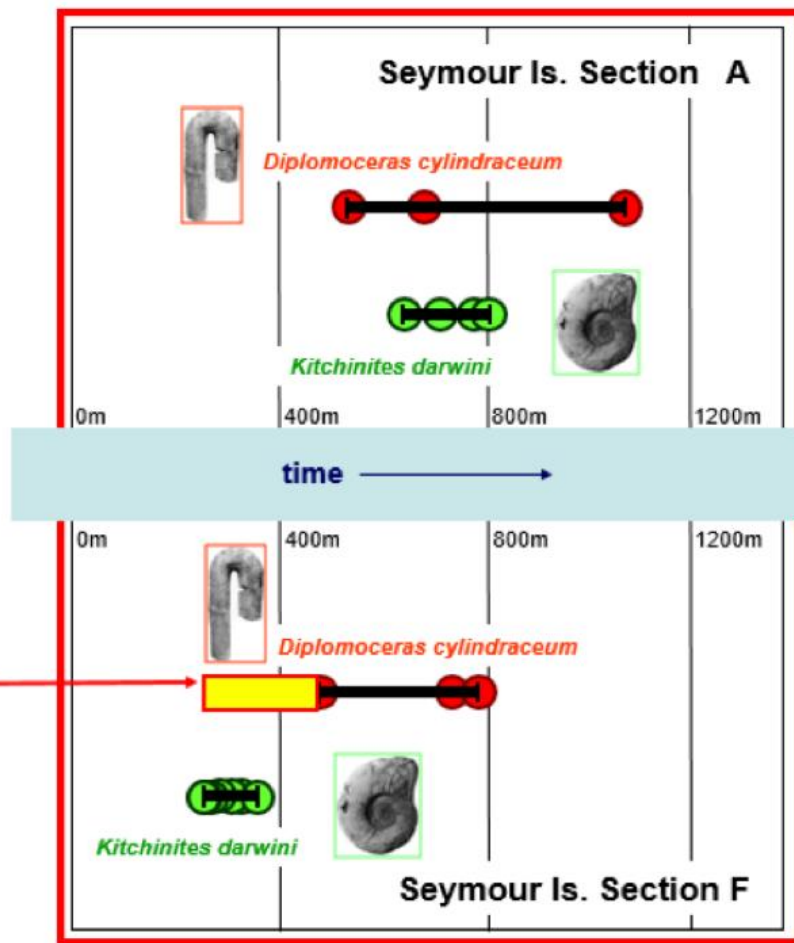 Seymour Is. Section A
Diplomoceras cylindraceum
Kitchinites darwini
0m 400m 800m 1200m
time
0m 400m 800m 1200m
Diplomoceras cylindraceum
Kitchinites darwini
Seymour Is. Section F